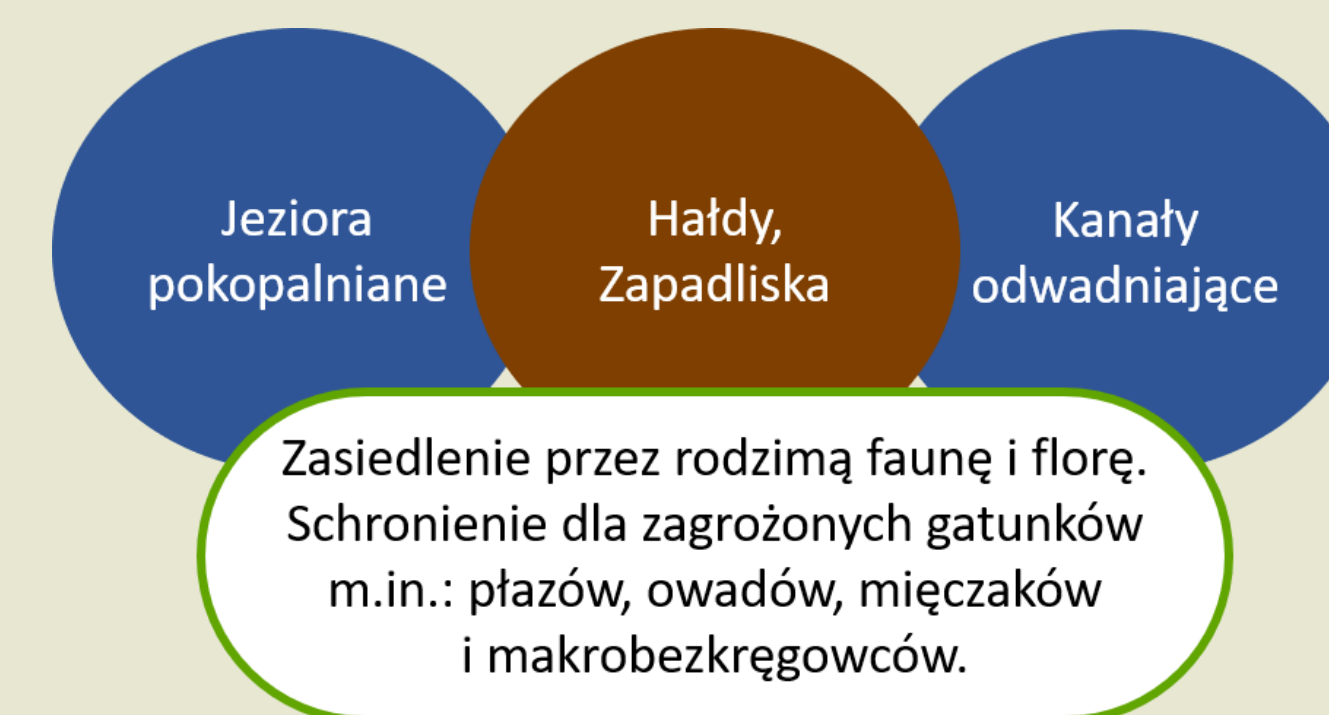 Jeziora
pokopalniane
Hałdy,
Zapadliska
Kanały
odwadniające
Zasiedlenie przez rodzimą faunę i florę.
Schronienie dla zagrożonych gatunków
m.in.: płazów, owadów, mięczaków
i makrobezkręgowców.